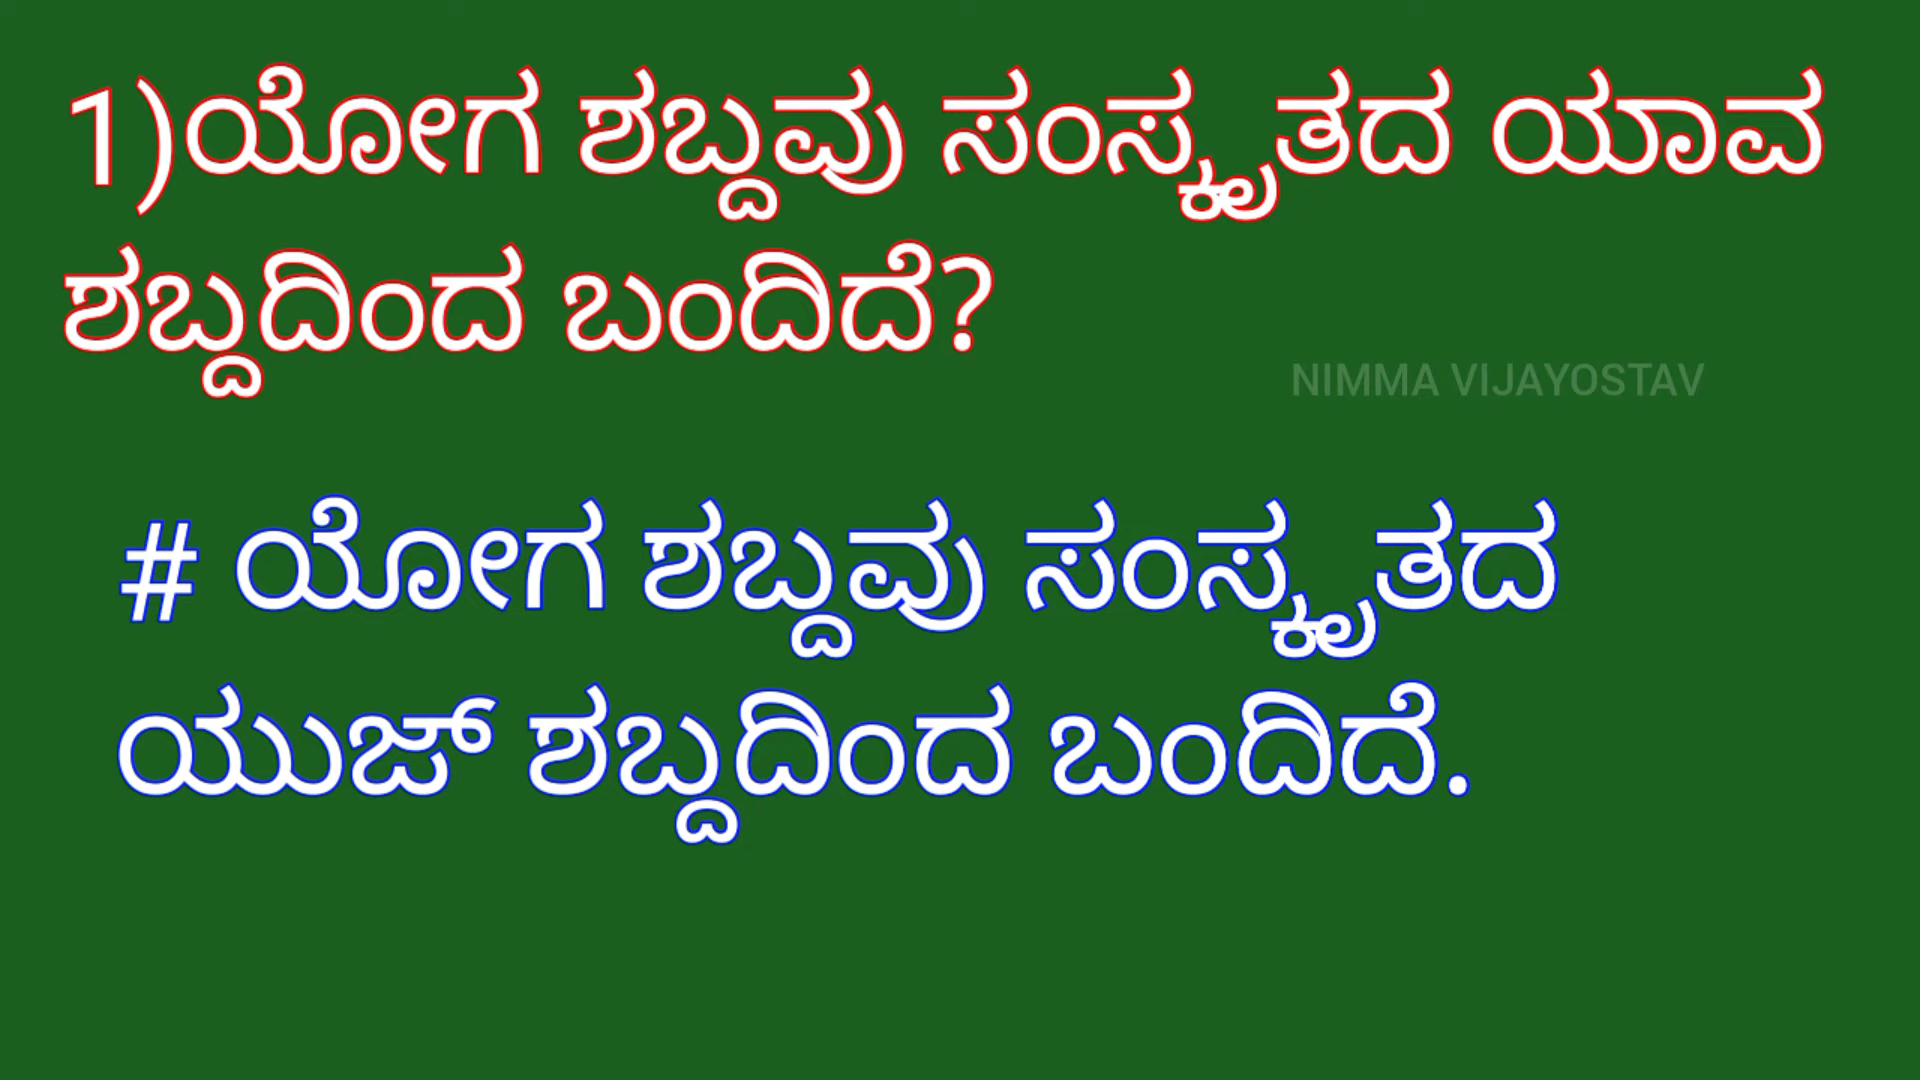 1)ಯೋಗ ಶಬ್ದವು ಸಂಸ್ಕೃತದ ಯಾವ
ಶಬ್ದದಿಂದ ಬಂದಿದೆ?
NIMMA VIJAYOSTAV
# ಯೋಗ ಶಬ್ದವು ಸಂಸ್ಕೃತದ
ಯುಜ್ ಶಬ್ದದಿಂದ ಬಂದಿದೆ.